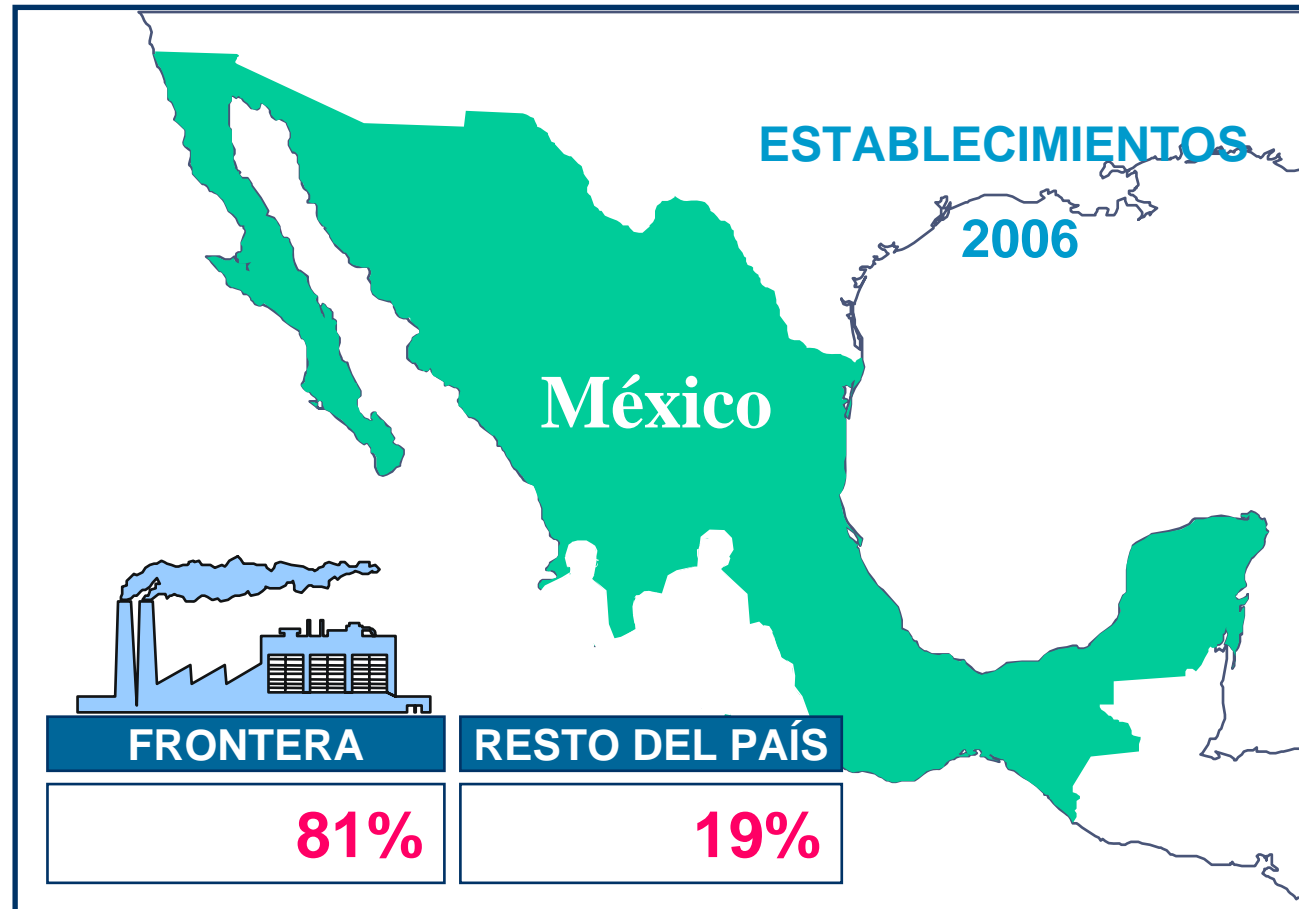 ESTABLECIMIENTOS
2006
México
FRONTERA
RESTO DEL PAÍS
81%
19%